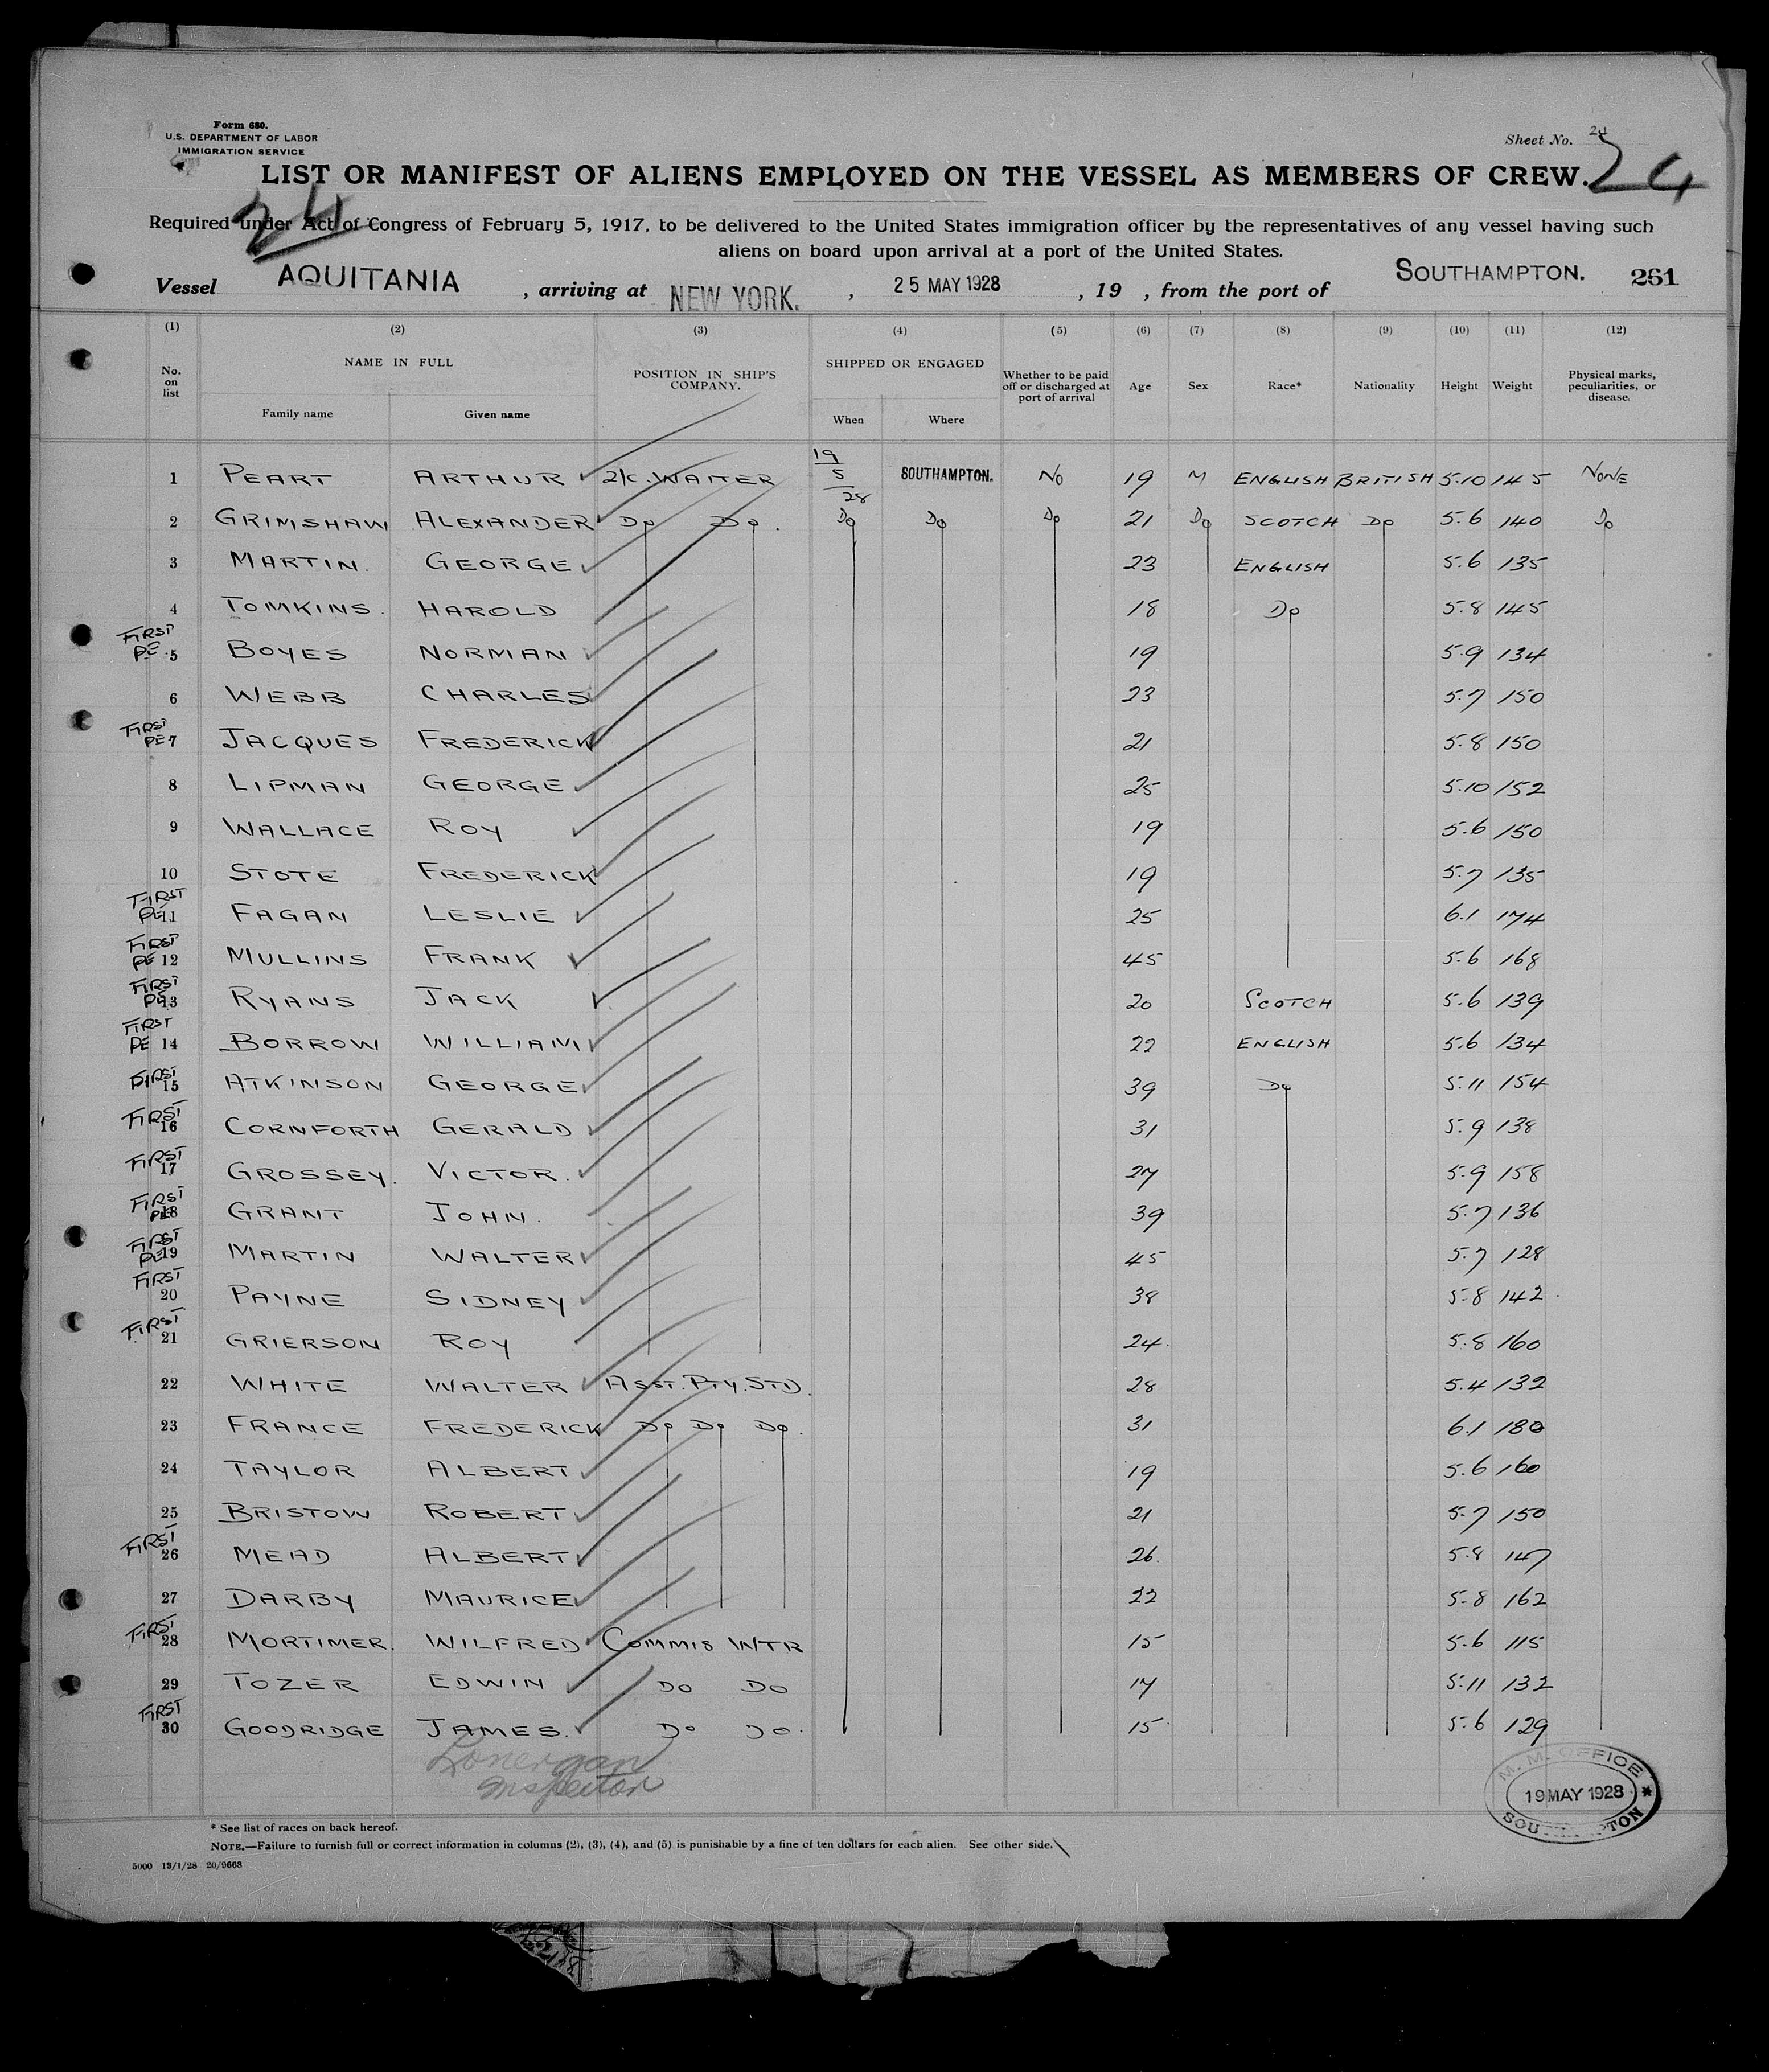 Form 680.
U.S. DEPARTMENT OF LABOR
IMMIGRATION SERVICE
Sheet No. 24
LIST OR MANIFEST OF ALIENS EMPLOYED ON THE VESSEL AS MEMBERS OF CREW.
24
24
Required under Act of Congress of February 5, 1917, to be delivered to the United States immigration officer by the representatives of any vessel having such
aliens on board upon arrival at a port of the United States.
Vessel AQUITANIA , arriving at NEW YORK. , 25 MAY 1928 , 19 , from the port of SOUTHAMPTON. 261
(1) (2) (3) (4) (5) (6) (7) (8) (9) (10) (11) (12)
No. on list NAME IN FULL Family name Given name POSITION IN SHIP'S COMPANY. SHIPPED OR ENGAGED When Where Whether to be paid off or discharged at port of arrival Age Sex Race* Nationality Height Weight Physical marks, peculiarities, or disease.
1 PEART ARTHUR 2/C. WAITER 19/5/28 SOUTHAMPTON. NO 19 M ENGLISH BRITISH 5.10 145 NONE
2 GRIMSHAW ALEXANDER DO DO. DO DO DO 21 DO SCOTCH DO 5.6 140 DO
3 MARTIN. GEORGE 23 ENGLISH 5.6 135
4 TOMKINS. HAROLD 18 DO 5.8 145
FIRST PE 5 BOYES NORMAN 19 5.9 134
6 WEBB CHARLES 23 5.7 150
FIRST PE 7 JACQUES FREDERICK 21 5.8 150
8 LIPMAN GEORGE 25 5.10 152
9 WALLACE ROY 19 5.6 150
10 STOTE FREDERICK 19 5.7 135
FIRST PE 11 FAGAN LESLIE 25 6.1 174
FIRST PE 12 MULLINS FRANK 45 5.6 168
FIRST PE 13 RYANS JACK 20 SCOTCH 5.6 139
FIRST PE 14 BORROW WILLIAM 22 ENGLISH 5.6 134
FIRST 15 ATKINSON GEORGE 39 DO 5.11 154
FIRST 16 CORNFORTH GERALD 31 5.9 138
FIRST 17 GROSSEY. VICTOR. 27 5.9 158
FIRST PE 18 GRANT JOHN. 39 5.7 136
FIRST PE 19 MARTIN WALTER 45 5.7 128
FIRST 20 PAYNE SIDNEY 38 5.8 142.
FIRST 21 GRIERSON ROY 24. 5.8 160
22 WHITE WALTER ASST. PTY. STD. 28 5.4 132
23 FRANCE FREDERICK DO DO DO. 31 6.1 180
24 TAYLOR ALBERT 19 5.6 160
25 BRISTOW ROBERT 21 5.7 150
FIRST 26 MEAD ALBERT 26. 5.8 147
27 DARBY MAURICE 22 5.8 162
FIRST 28 MORTIMER. WILFRED COMMIS WTR 15 5.6 115
29 TOZER EDWIN DO DO 17 5.11 132
FIRST 30 GOODRIDGE JAMES. DO DO. 15. 5.6 129
Lonergan
Inspector
M.M. OFFICE
19 MAY 1928
SOUTHAMPTON
* See list of races on back hereof.
NOTE.—Failure to furnish full or correct information in columns (2), (3), (4), and (5) is punishable by a fine of ten dollars for each alien. See other side.
5000 13/1/28 20/9668